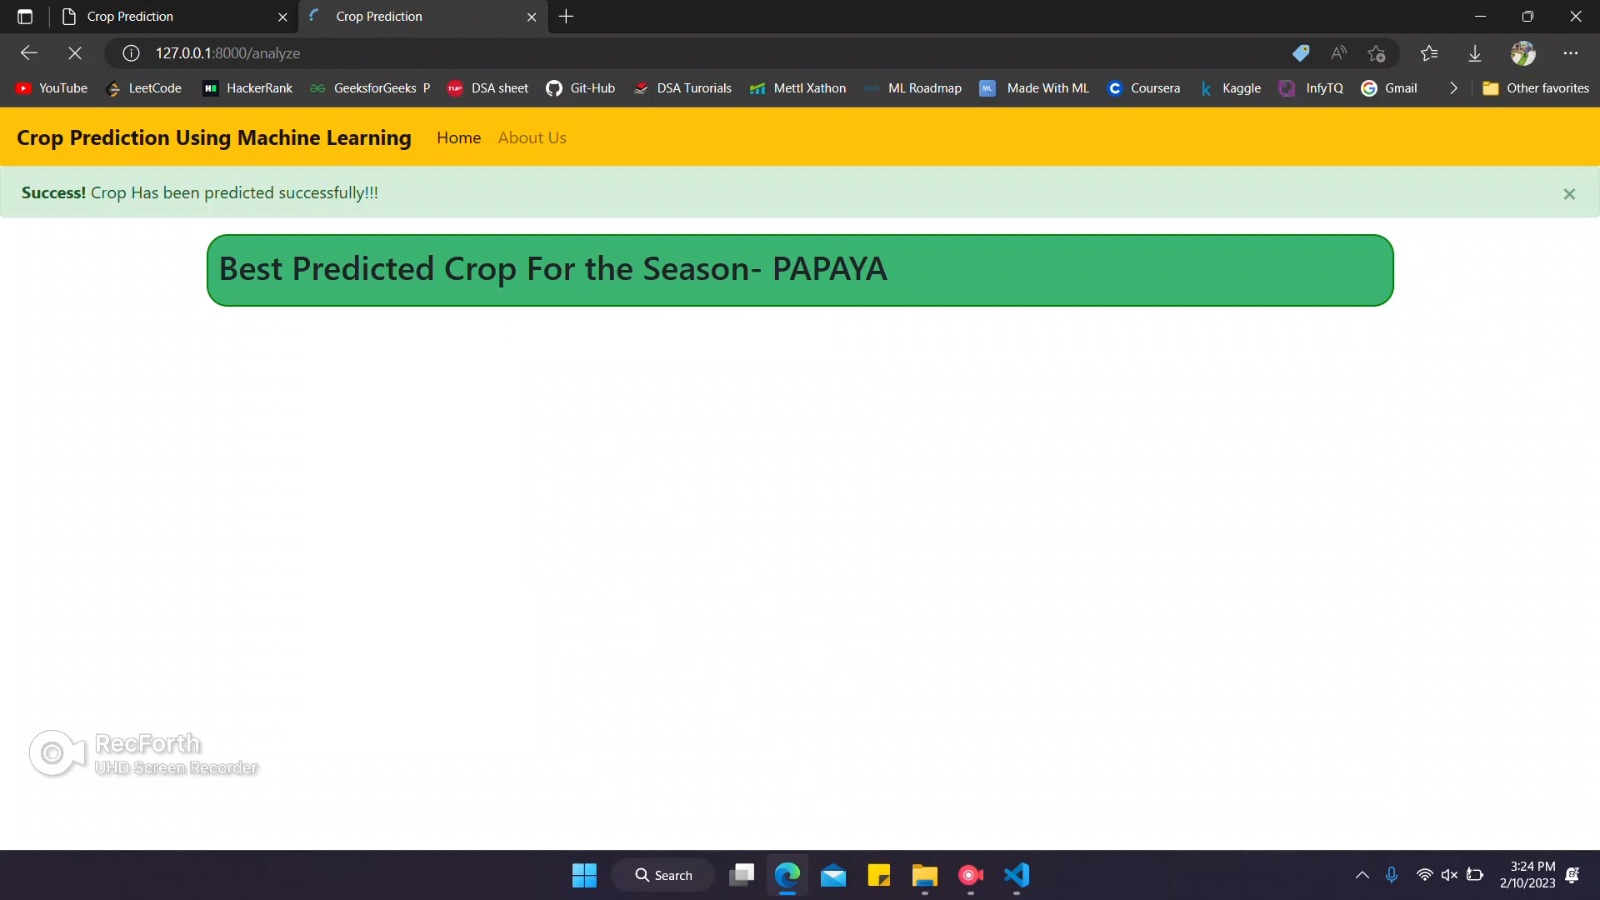 Crop Prediction
Crop Prediction
127.0.0.1:8000/analyze
YouTube
LeetCode
HackerRank
GeeksforGeeks P
DSA sheet
Git-Hub
DSA Turorials
Mettl Xathon
ML Roadmap
Made With ML
Coursera
Kaggle
InfyTQ
Gmail
Other favorites
Crop Prediction Using Machine Learning
Home
About Us
Success! Crop Has been predicted successfully!!!
Best Predicted Crop For the Season- PAPAYA
RecForth
UHD Screen Recorder
Search
3:24 PM
2/10/2023